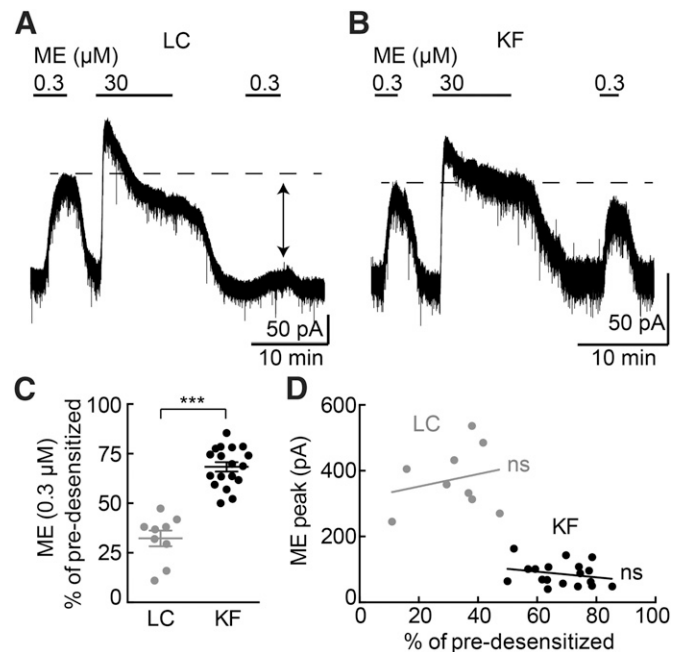 A
LC
ME (µM)
0.3 30 0.3
50 pA
10 min
B
KF
ME (µM)
0.3 30 0.3
50 pA
10 min
C
ME (0.3 µM)
% of pre-desensitized
100
75
50
25
0
***
LC KF
D
ME peak (pA)
600
400
200
0
LC
ns
KF
ns
0 20 40 60 80 100
% of pre-desensitized